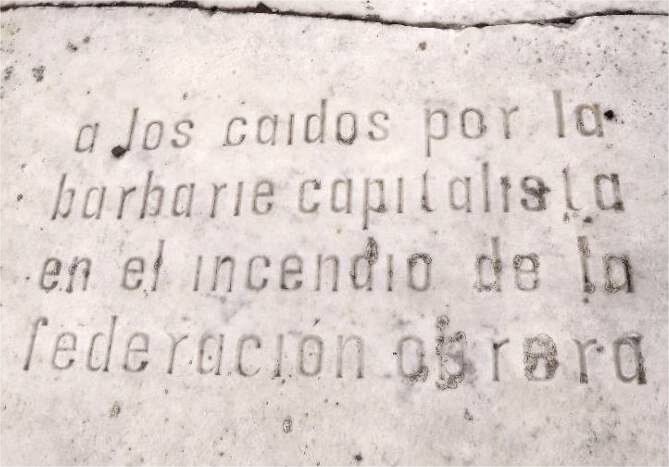 a los caidos por la
barbarie capitalista
en el incendio de la
federación obrera